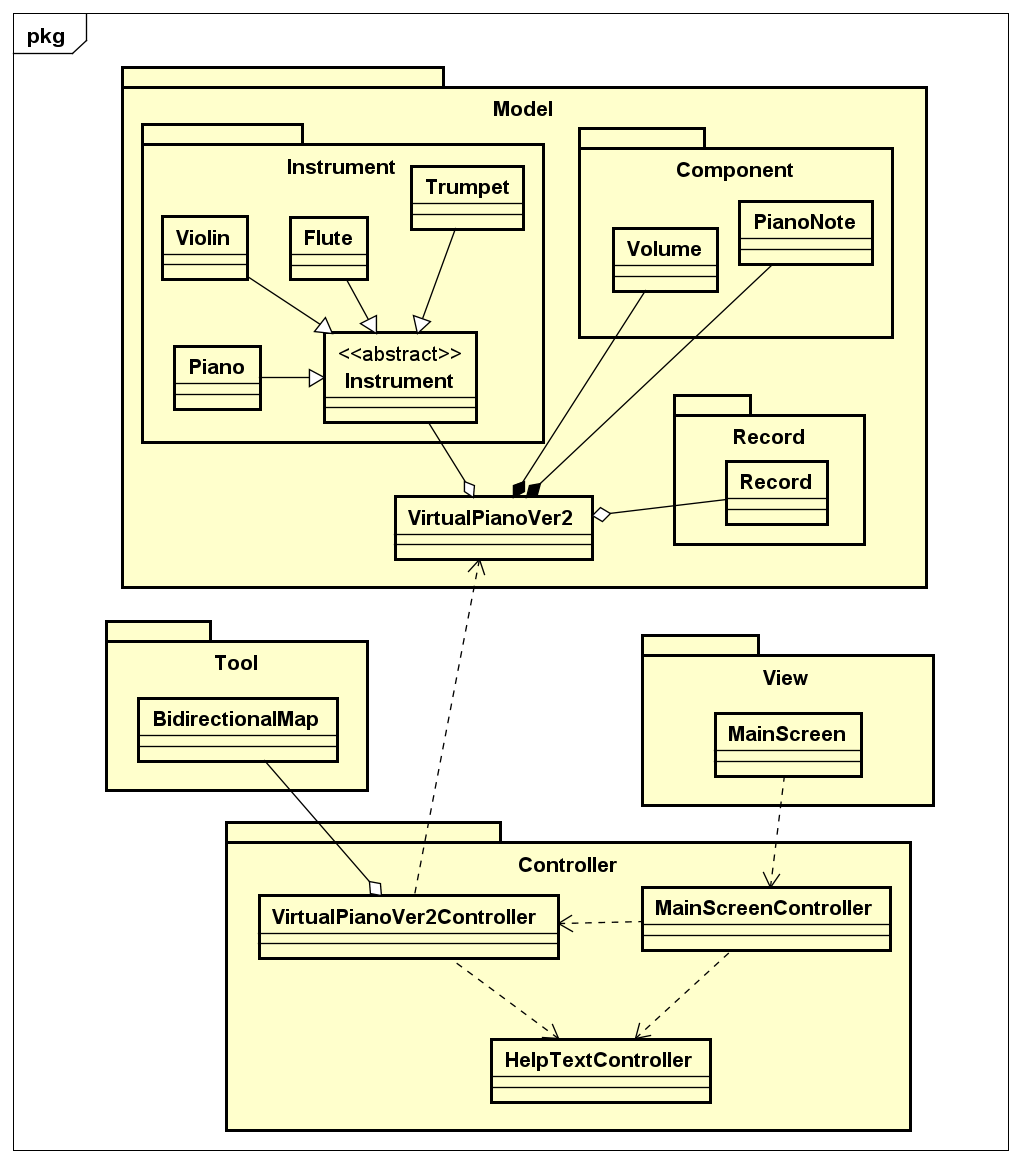 pkg
Model
Instrument
Trumpet
Violin
Flute
Piano
<<abstract>>
Instrument
Component
Volume
PianoNote
Record
Record
VirtualPianoVer2
Tool
BidirectionalMap
View
MainScreen
Controller
VirtualPianoVer2Controller
MainScreenController
HelpTextController